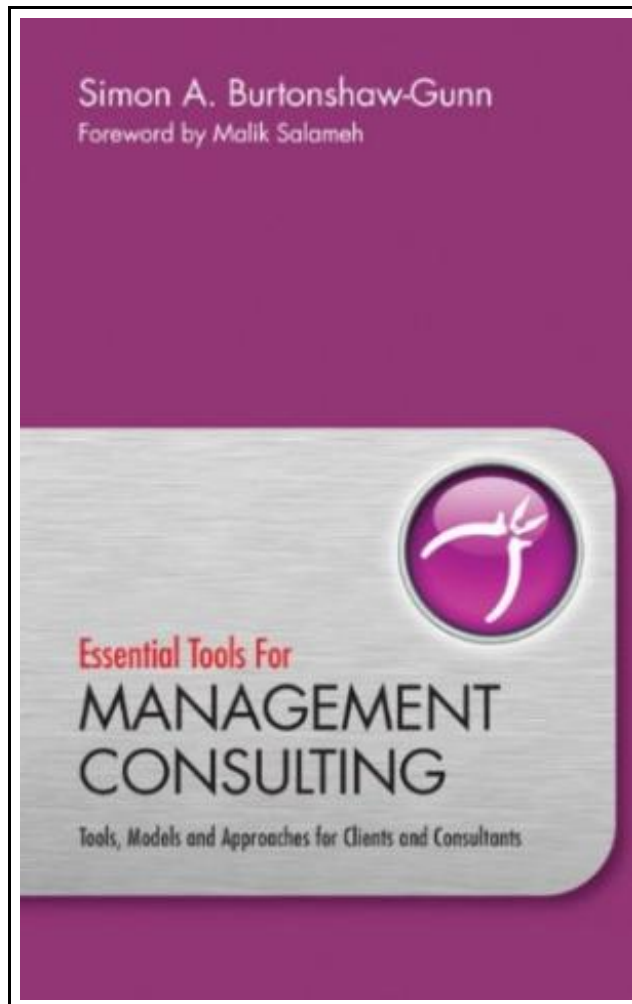 Simon A. Burtonshaw-Gunn
Foreword by Malik Salameh
Essential Tools For
MANAGEMENT
CONSULTING
Tools, Models and Approaches for Clients and Consultants